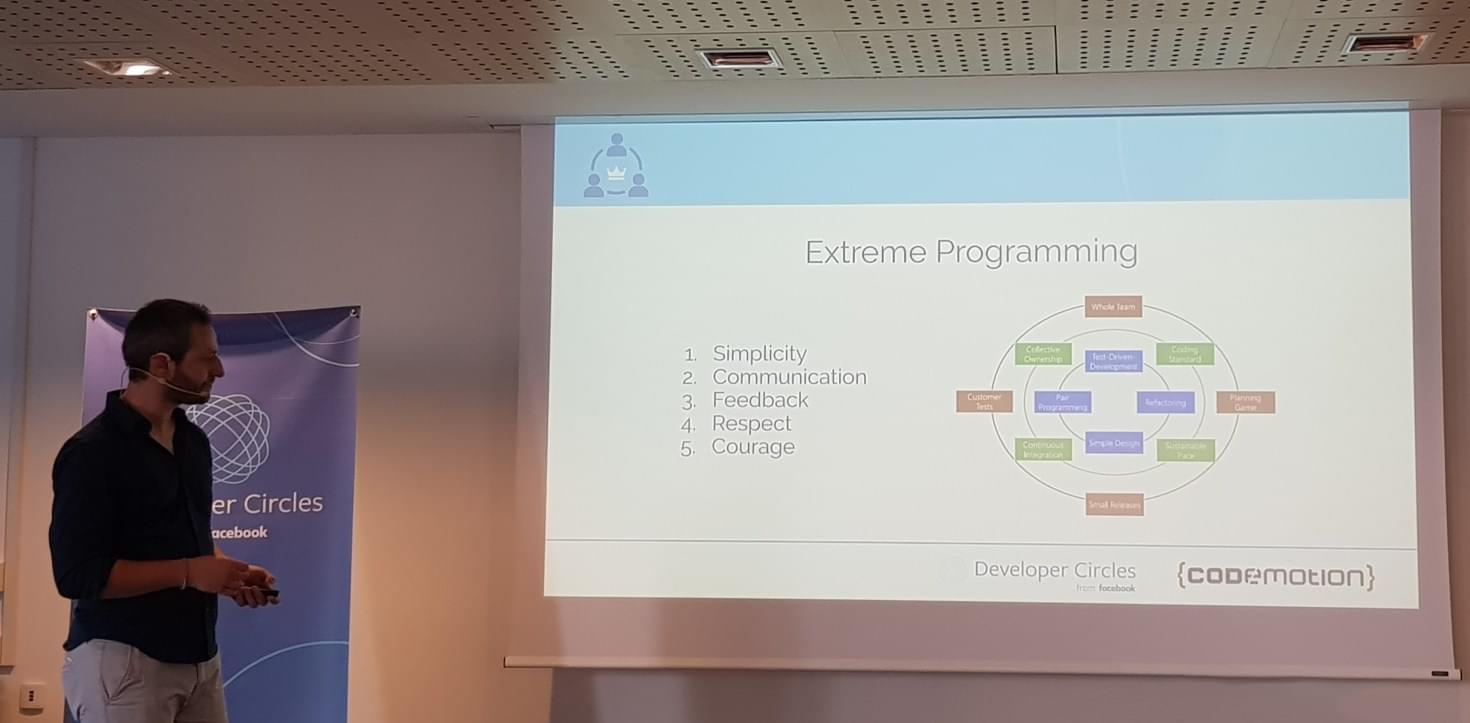 Extreme Programming
1. Simplicity
2. Communication
3. Feedback
4. Respect
5. Courage
Whole Team
Collective
Ownership
Test-Driven-
Development
Coding
Standard
Customer
Tests
Pair
Programming
Refactoring
Planning
Game
Continuous
Integration
Simple Design
Sustainable
Pace
Small Releases
Developer Circles
from facebook
{CODEMOTION}
er Circles
acebook